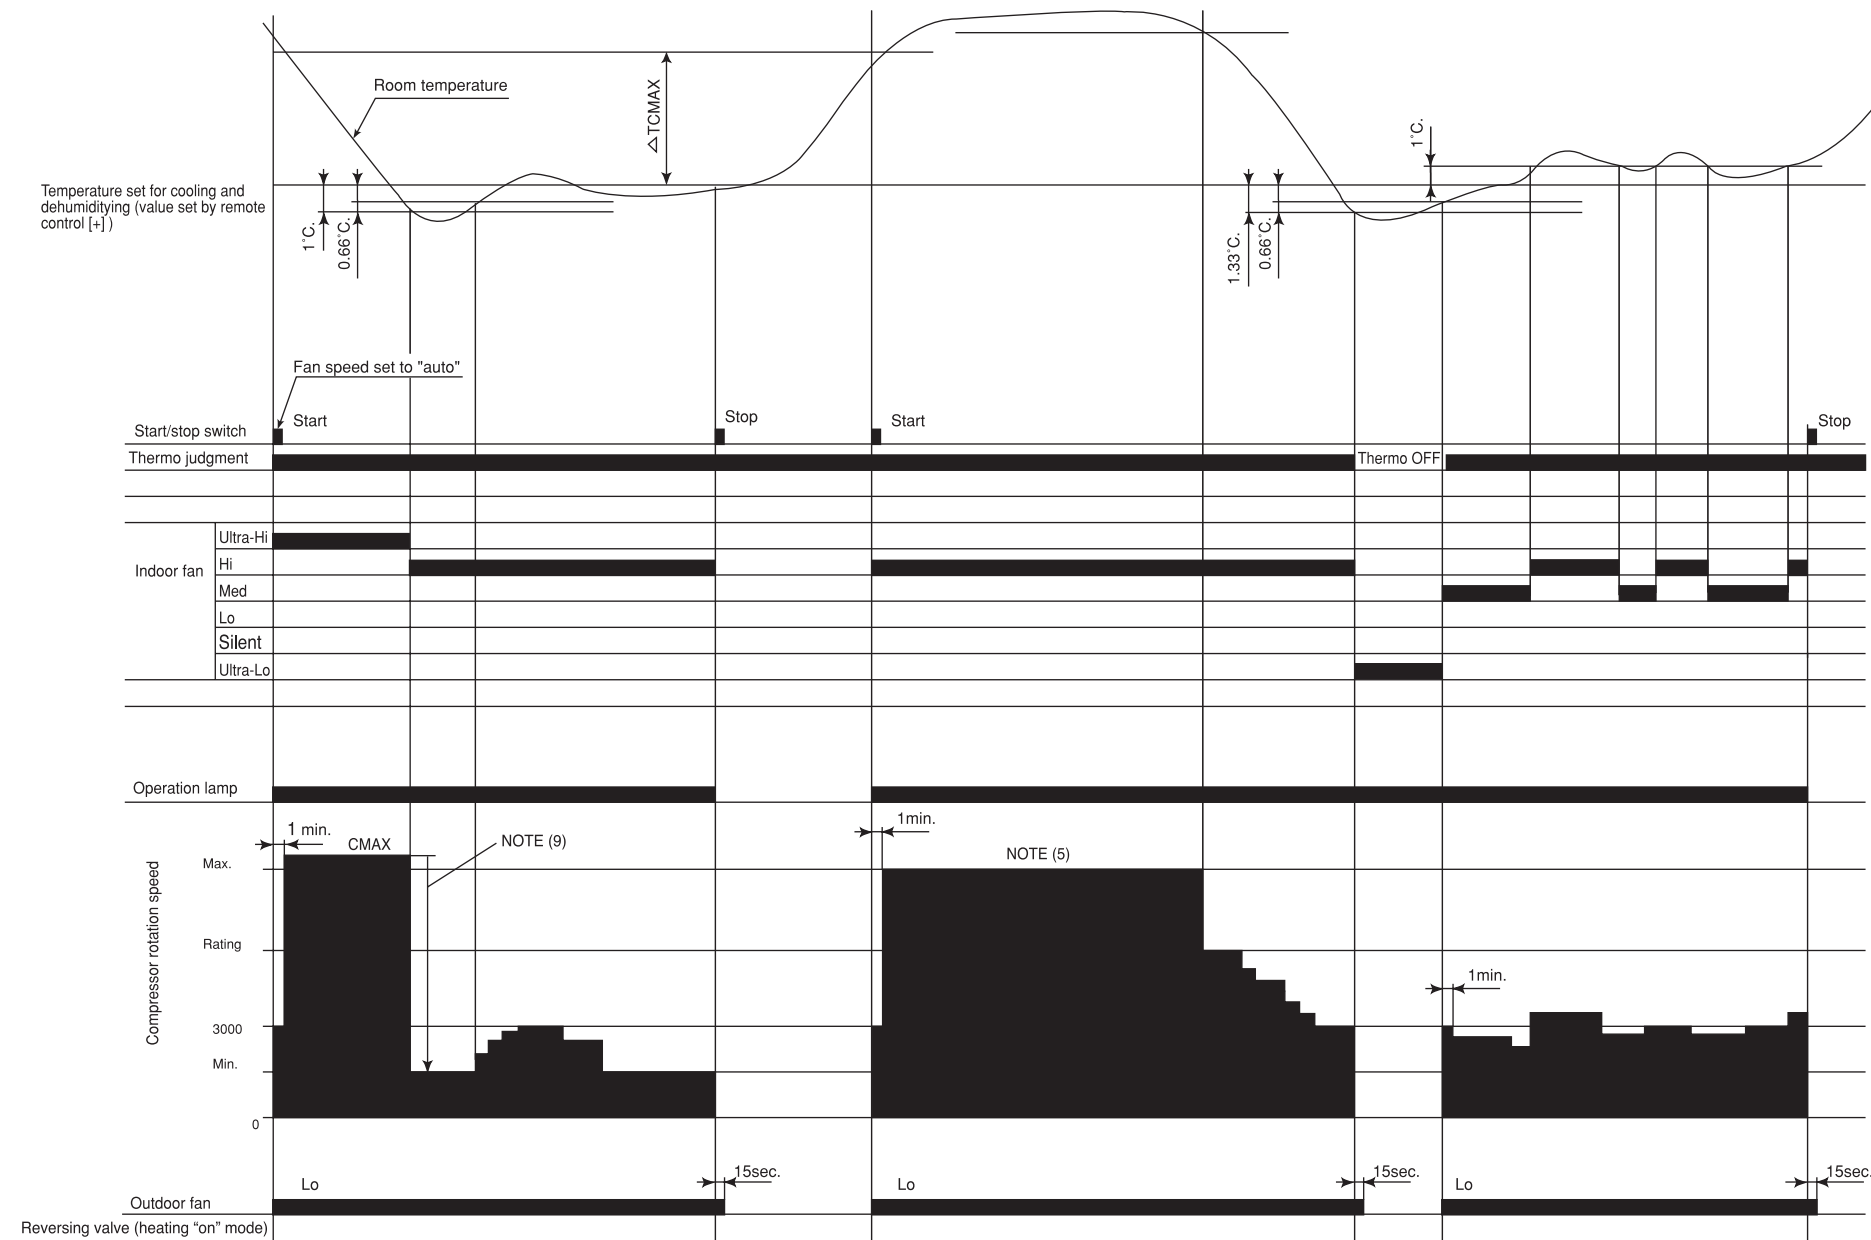 Room temperature
△TCMAX
1°C.
Temperature set for cooling and
dehumiditying (value set by remote
control [+] )
1°C.
0.66°C.
1.33°C.
0.66°C.
Fan speed set to "auto"
Start
Stop
Start
Stop
Start/stop switch
Thermo judgment
Thermo OFF
Indoor fan
Ultra-Hi
Hi
Med
Lo
Silent
Ultra-Lo
Operation lamp
1 min.
CMAX
NOTE (9)
1min.
NOTE (5)
Compressor rotation speed
Max.
Rating
3000
Min.
0
1min.
Lo
15sec.
Lo
15sec.
Lo
15sec.
Outdoor fan
Reversing valve (heating “on” mode)